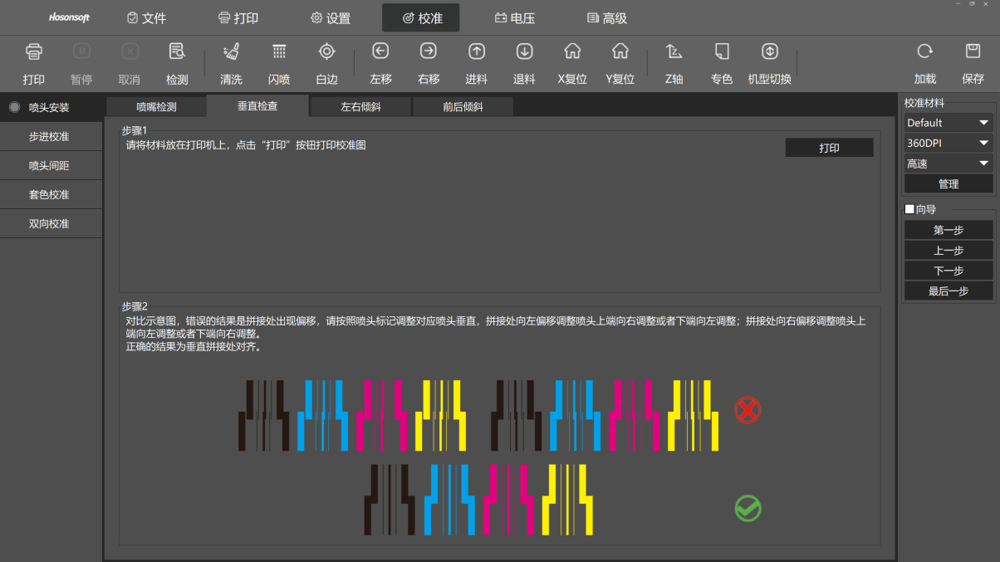 Hosonsoft
文件
打印
设置
校准
电压
高级
打印
暂停
取消
检测
清洗
闪喷
白边
左移
右移
进料
退料
X复位
Y复位
Z轴
专色
机型切换
加载
保存
喷头安装
步进校准
喷头间距
套色校准
双向校准
喷嘴检测
垂直检查
左右倾斜
前后倾斜
步骤1
请将材料放在打印机上，点击“打印”按钮打印校准图
打印
步骤2
对比示意图，错误的结果是拼接处出现偏移，请按照喷头标记调整对应喷头垂直，拼接处向左偏移调整喷头上端向右调整或者下端向左调整；拼接处向右偏移调整喷头上
端向左调整或者下端向右调整。
正确的结果为垂直拼接处对齐。
校准材料
Default
360DPI
高速
管理
向导
第一步
上一步
下一步
最后一步